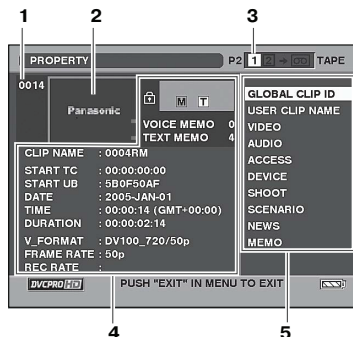 1 2 3
PROPERTY P2 1 2 → TAPE
0014
Panasonic
M T
VOICE MEMO 0
TEXT MEMO 4
CLIP NAME : 0004RM
START TC : 00:00:00:00
START UB : 5B0F50AF
DATE : 2005-JAN-01
TIME : 00:00:14 (GMT+00:00)
DURATION : 00:00:02:14
V_FORMAT : DV100_720/50p
FRAME RATE : 50p
REC RATE :
GLOBAL CLIP ID
USER CLIP NAME
VIDEO
AUDIO
ACCESS
DEVICE
SHOOT
SCENARIO
NEWS
MEMO
DVCPRO HD PUSH "EXIT" IN MENU TO EXIT
4 5